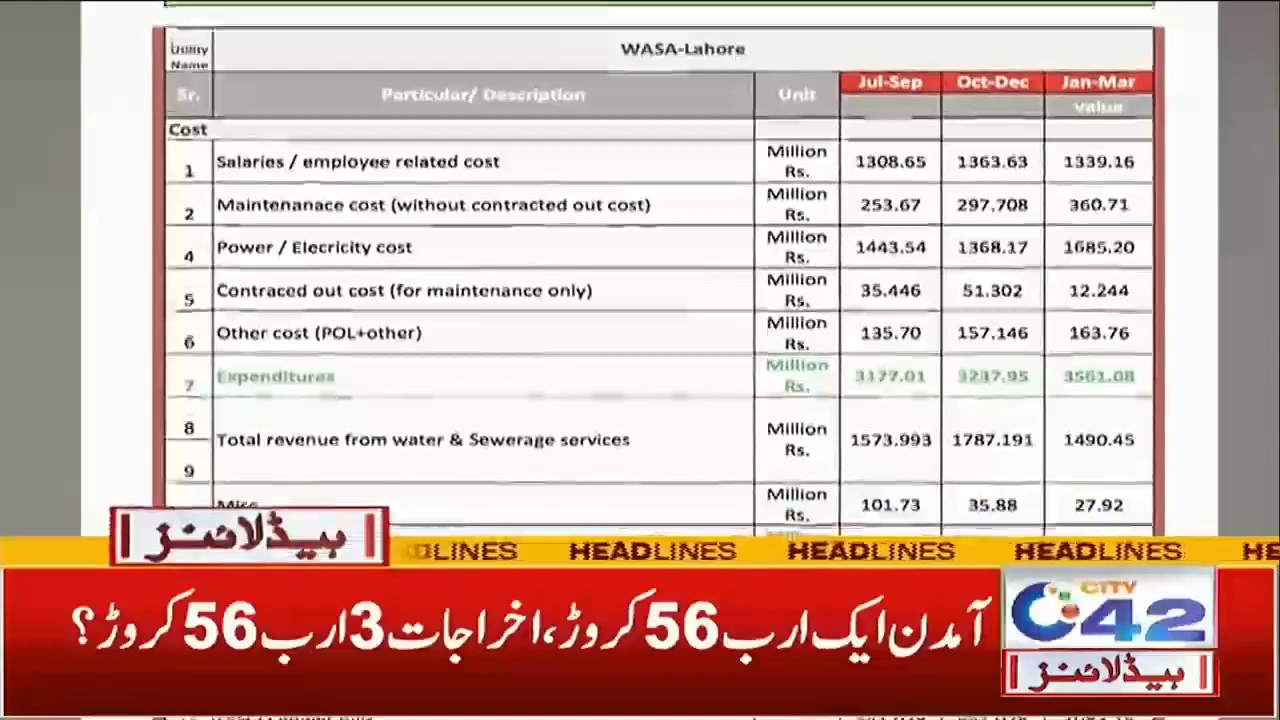 Utility Name WASA-Lahore
Sr. Particular/ Description Unit Jul-Sep Oct-Dec Jan-Mar
value
Cost
1 Salaries / employee related cost Million Rs. 1308.65 1363.63 1339.16
2 Maintenanace cost (without contracted out cost) Million Rs. 253.67 297.708 360.71
4 Power / Elecricity cost Million Rs. 1443.54 1368.17 1685.20
5 Contraced out cost (for maintenance only) Million Rs. 35.446 51.302 12.244
6 Other cost (POL+other) Million Rs. 135.70 157.146 163.76
7 Expenditures Million Rs. 3177.01 3237.95 3561.08
8 9 Total revenue from water & Sewerage services Million Rs. 1573.993 1787.191 1490.45
Misc Million Rs. 101.73 35.88 27.92
ہیڈلائنز
LINES HEADLINES HEADLINES HEADLINES HE
آمدن ایک ارب 56 کروڑ، اخراجات 3 ارب 56 کروڑ؟
CITY 42
ہیڈلائنز